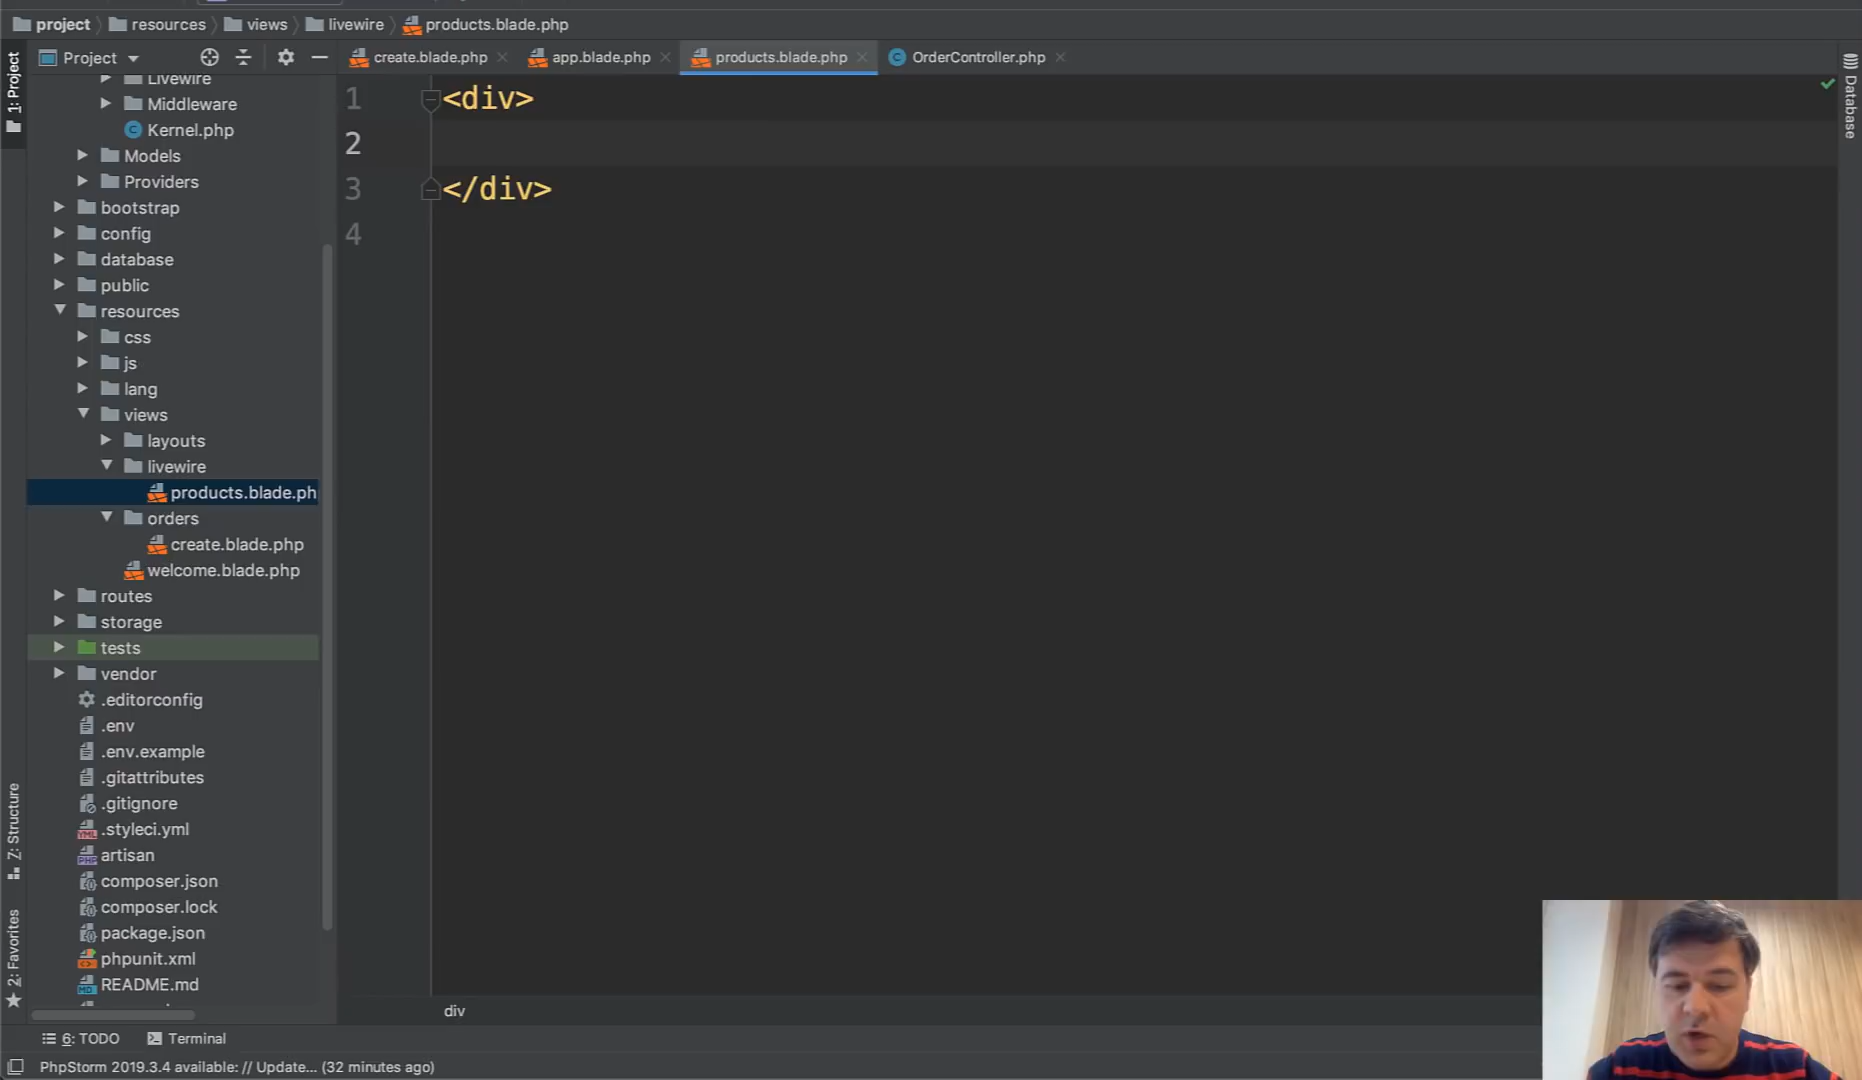 project resources views livewire products.blade.php
1: Project
Project
create.blade.php
app.blade.php
products.blade.php
OrderController.php
Database
Livewire
Middleware
Kernel.php
Models
Providers
bootstrap
config
database
public
resources
css
js
lang
views
layouts
livewire
products.blade.ph
orders
create.blade.php
welcome.blade.php
routes
storage
tests
vendor
.editorconfig
.env
.env.example
.gitattributes
.gitignore
.styleci.yml
artisan
composer.json
composer.lock
package.json
phpunit.xml
README.md
1 <div>
2
3 </div>
4
div
Z: Structure
2: Favorites
6: TODO
Terminal
PhpStorm 2019.3.4 available: // Update... (32 minutes ago)